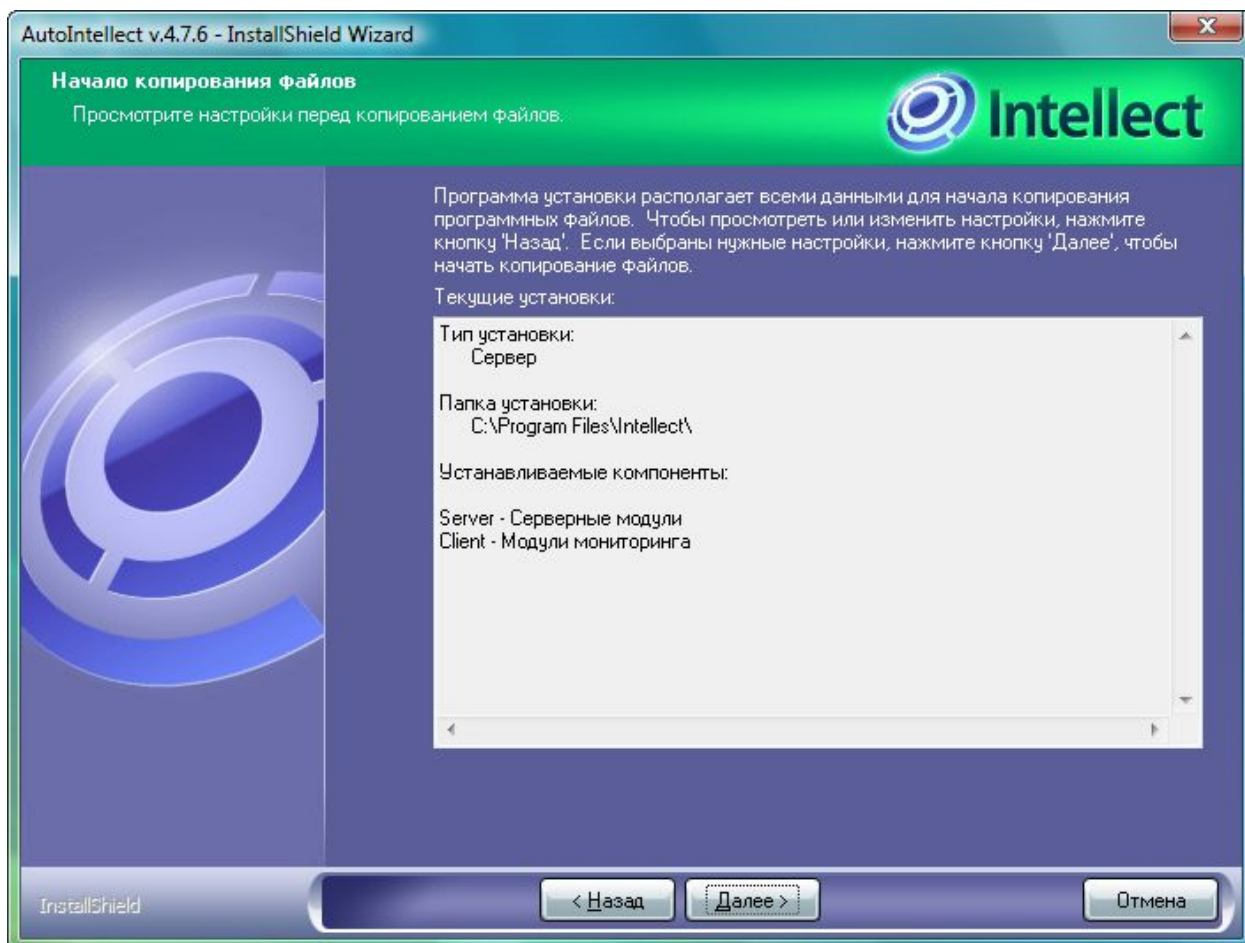 AutoIntellect v.4.7.6 - InstallShield Wizard
Начало копирования файлов
Просмотрите настройки перед копированием файлов.
Intellect
Программа установки располагает всеми данными для начала копирования
программных файлов. Чтобы просмотреть или изменить настройки, нажмите
кнопку 'Назад'. Если выбраны нужные настройки, нажмите кнопку 'Далее', чтобы
начать копирование файлов.
Текущие установки:
Тип установки:
Сервер
Папка установки:
C:\Program Files\Intellect\
Устанавливаемые компоненты:
Server - Серверные модули
Client - Модули мониторинга
InstallShield
< Назад
Далее >
Отмена